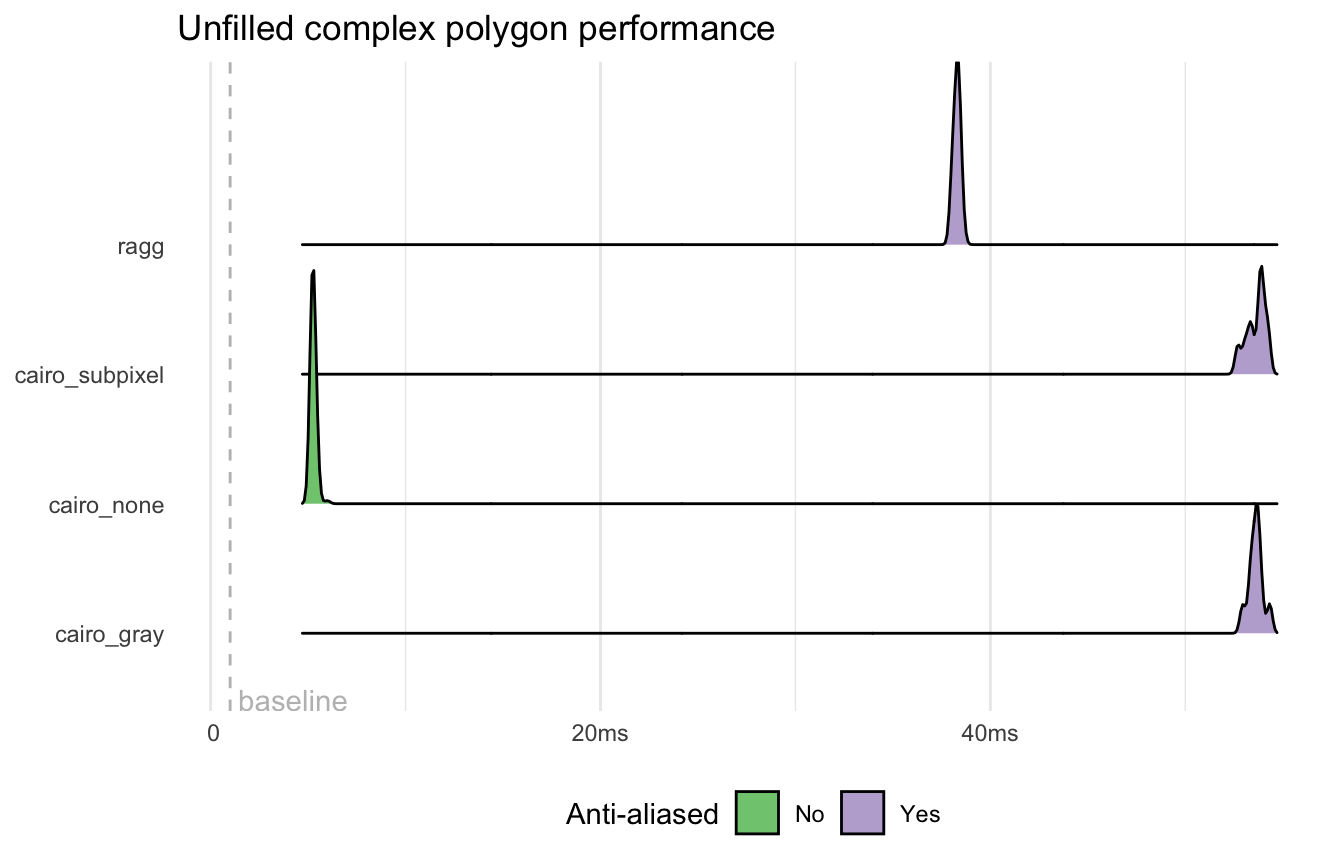 Unfilled complex polygon performance
ragg
cairo_subpixel
cairo_none
cairo_gray
baseline
0 20ms 40ms
Anti-aliased No Yes